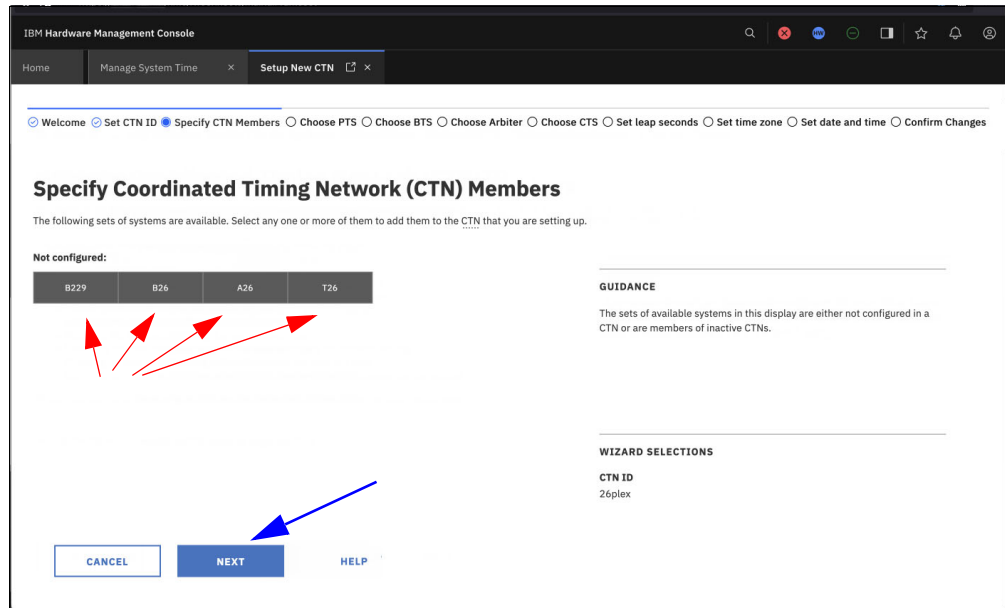 IBM Hardware Management Console
HW
Home
Manage System Time ×
Setup New CTN ×
Welcome Set CTN ID Specify CTN Members Choose PTS Choose BTS Choose Arbiter Choose CTS Set leap seconds Set time zone Set date and time Confirm Changes
Specify Coordinated Timing Network (CTN) Members
The following sets of systems are available. Select any one or more of them to add them to the CTN that you are setting up.
Not configured:
B229 B26 A26 T26
GUIDANCE
The sets of available systems in this display are either not configured in a
CTN or are members of inactive CTNs.
WIZARD SELECTIONS
CTN ID
26plex
CANCEL NEXT HELP